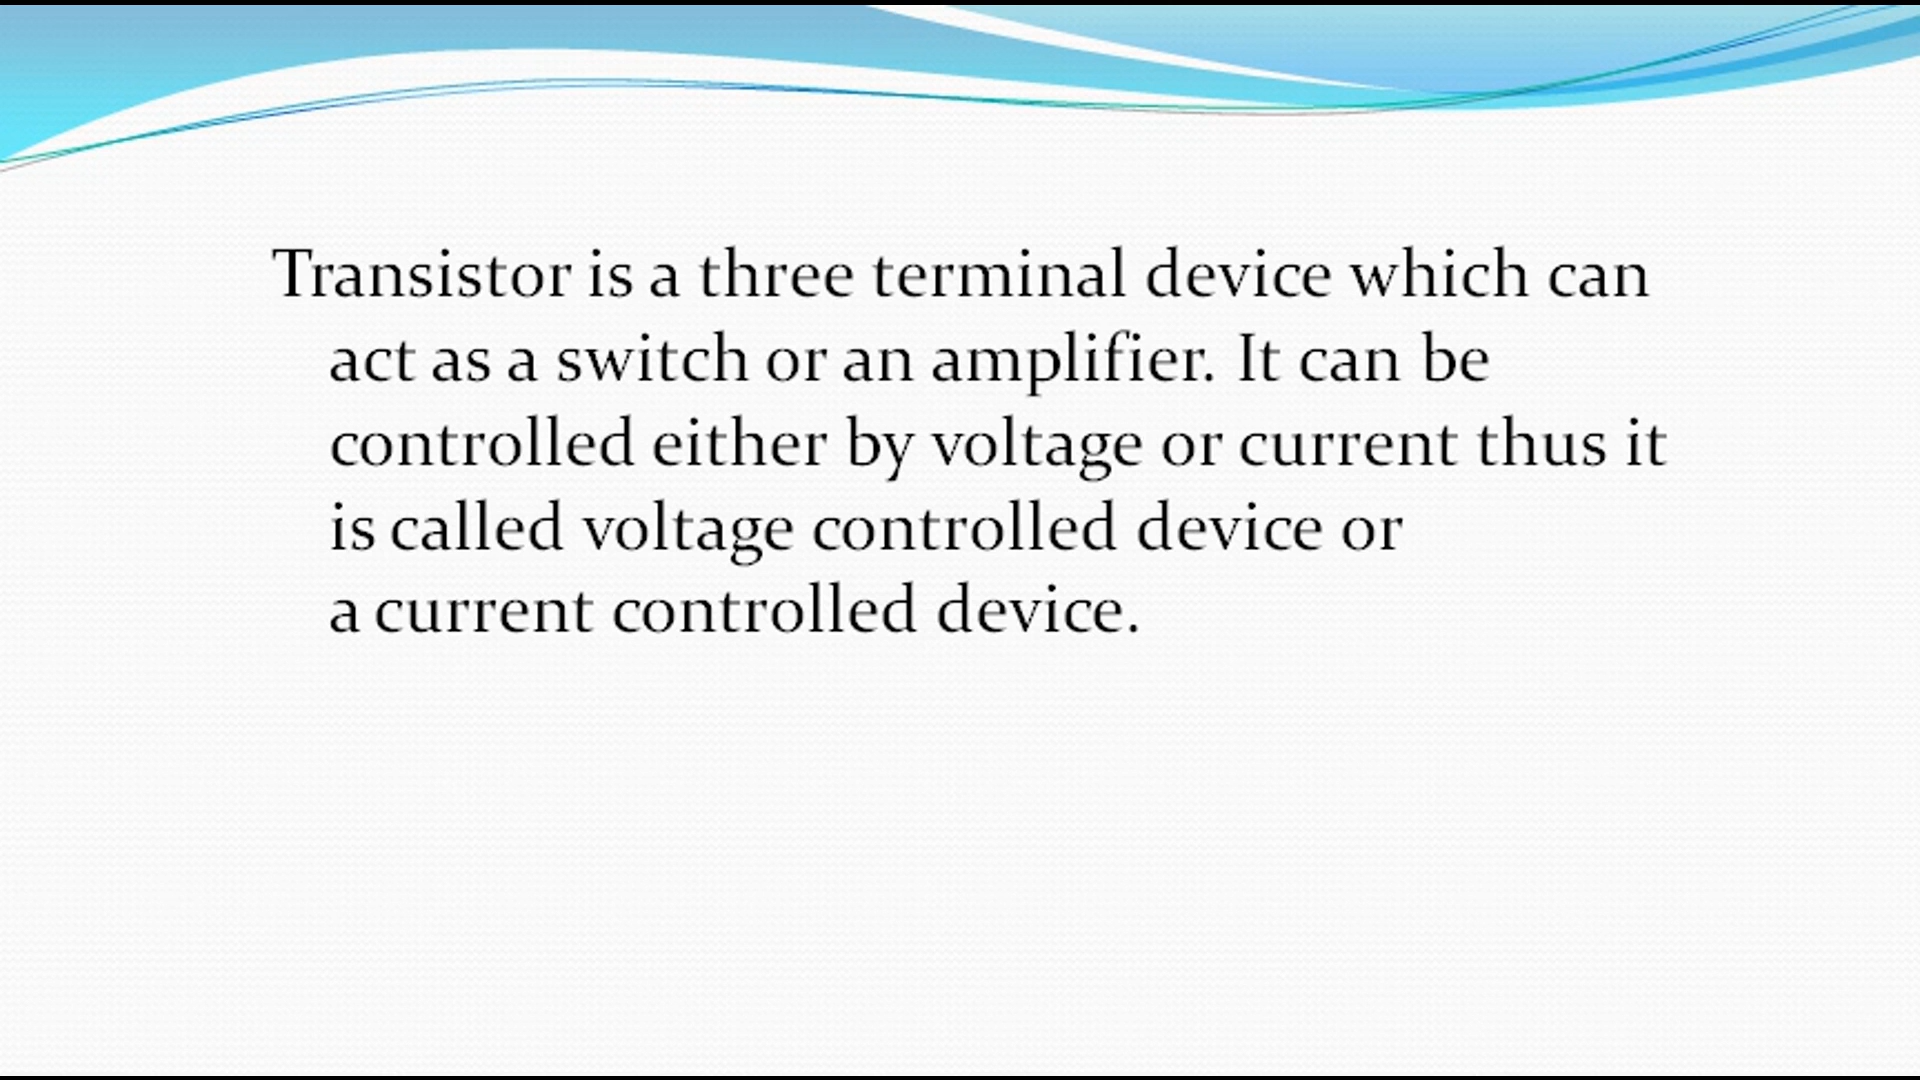 Transistor is a three terminal device which can
act as a switch or an amplifier. It can be
controlled either by voltage or current thus it
is called voltage controlled device or
a current controlled device.